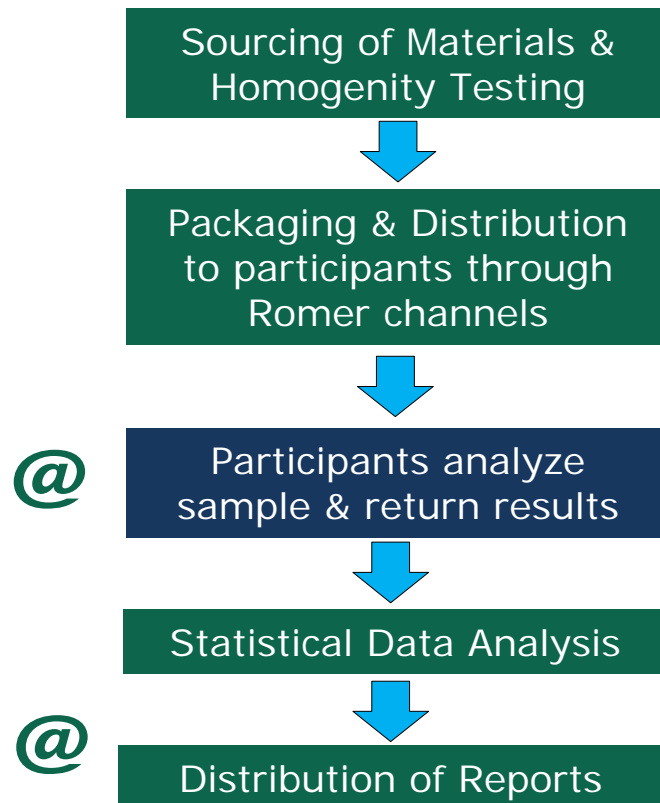 Sourcing of Materials &
Homogenity Testing
Packaging & Distribution
to participants through
Romer channels
@
Participants analyze
sample & return results
Statistical Data Analysis
@
Distribution of Reports